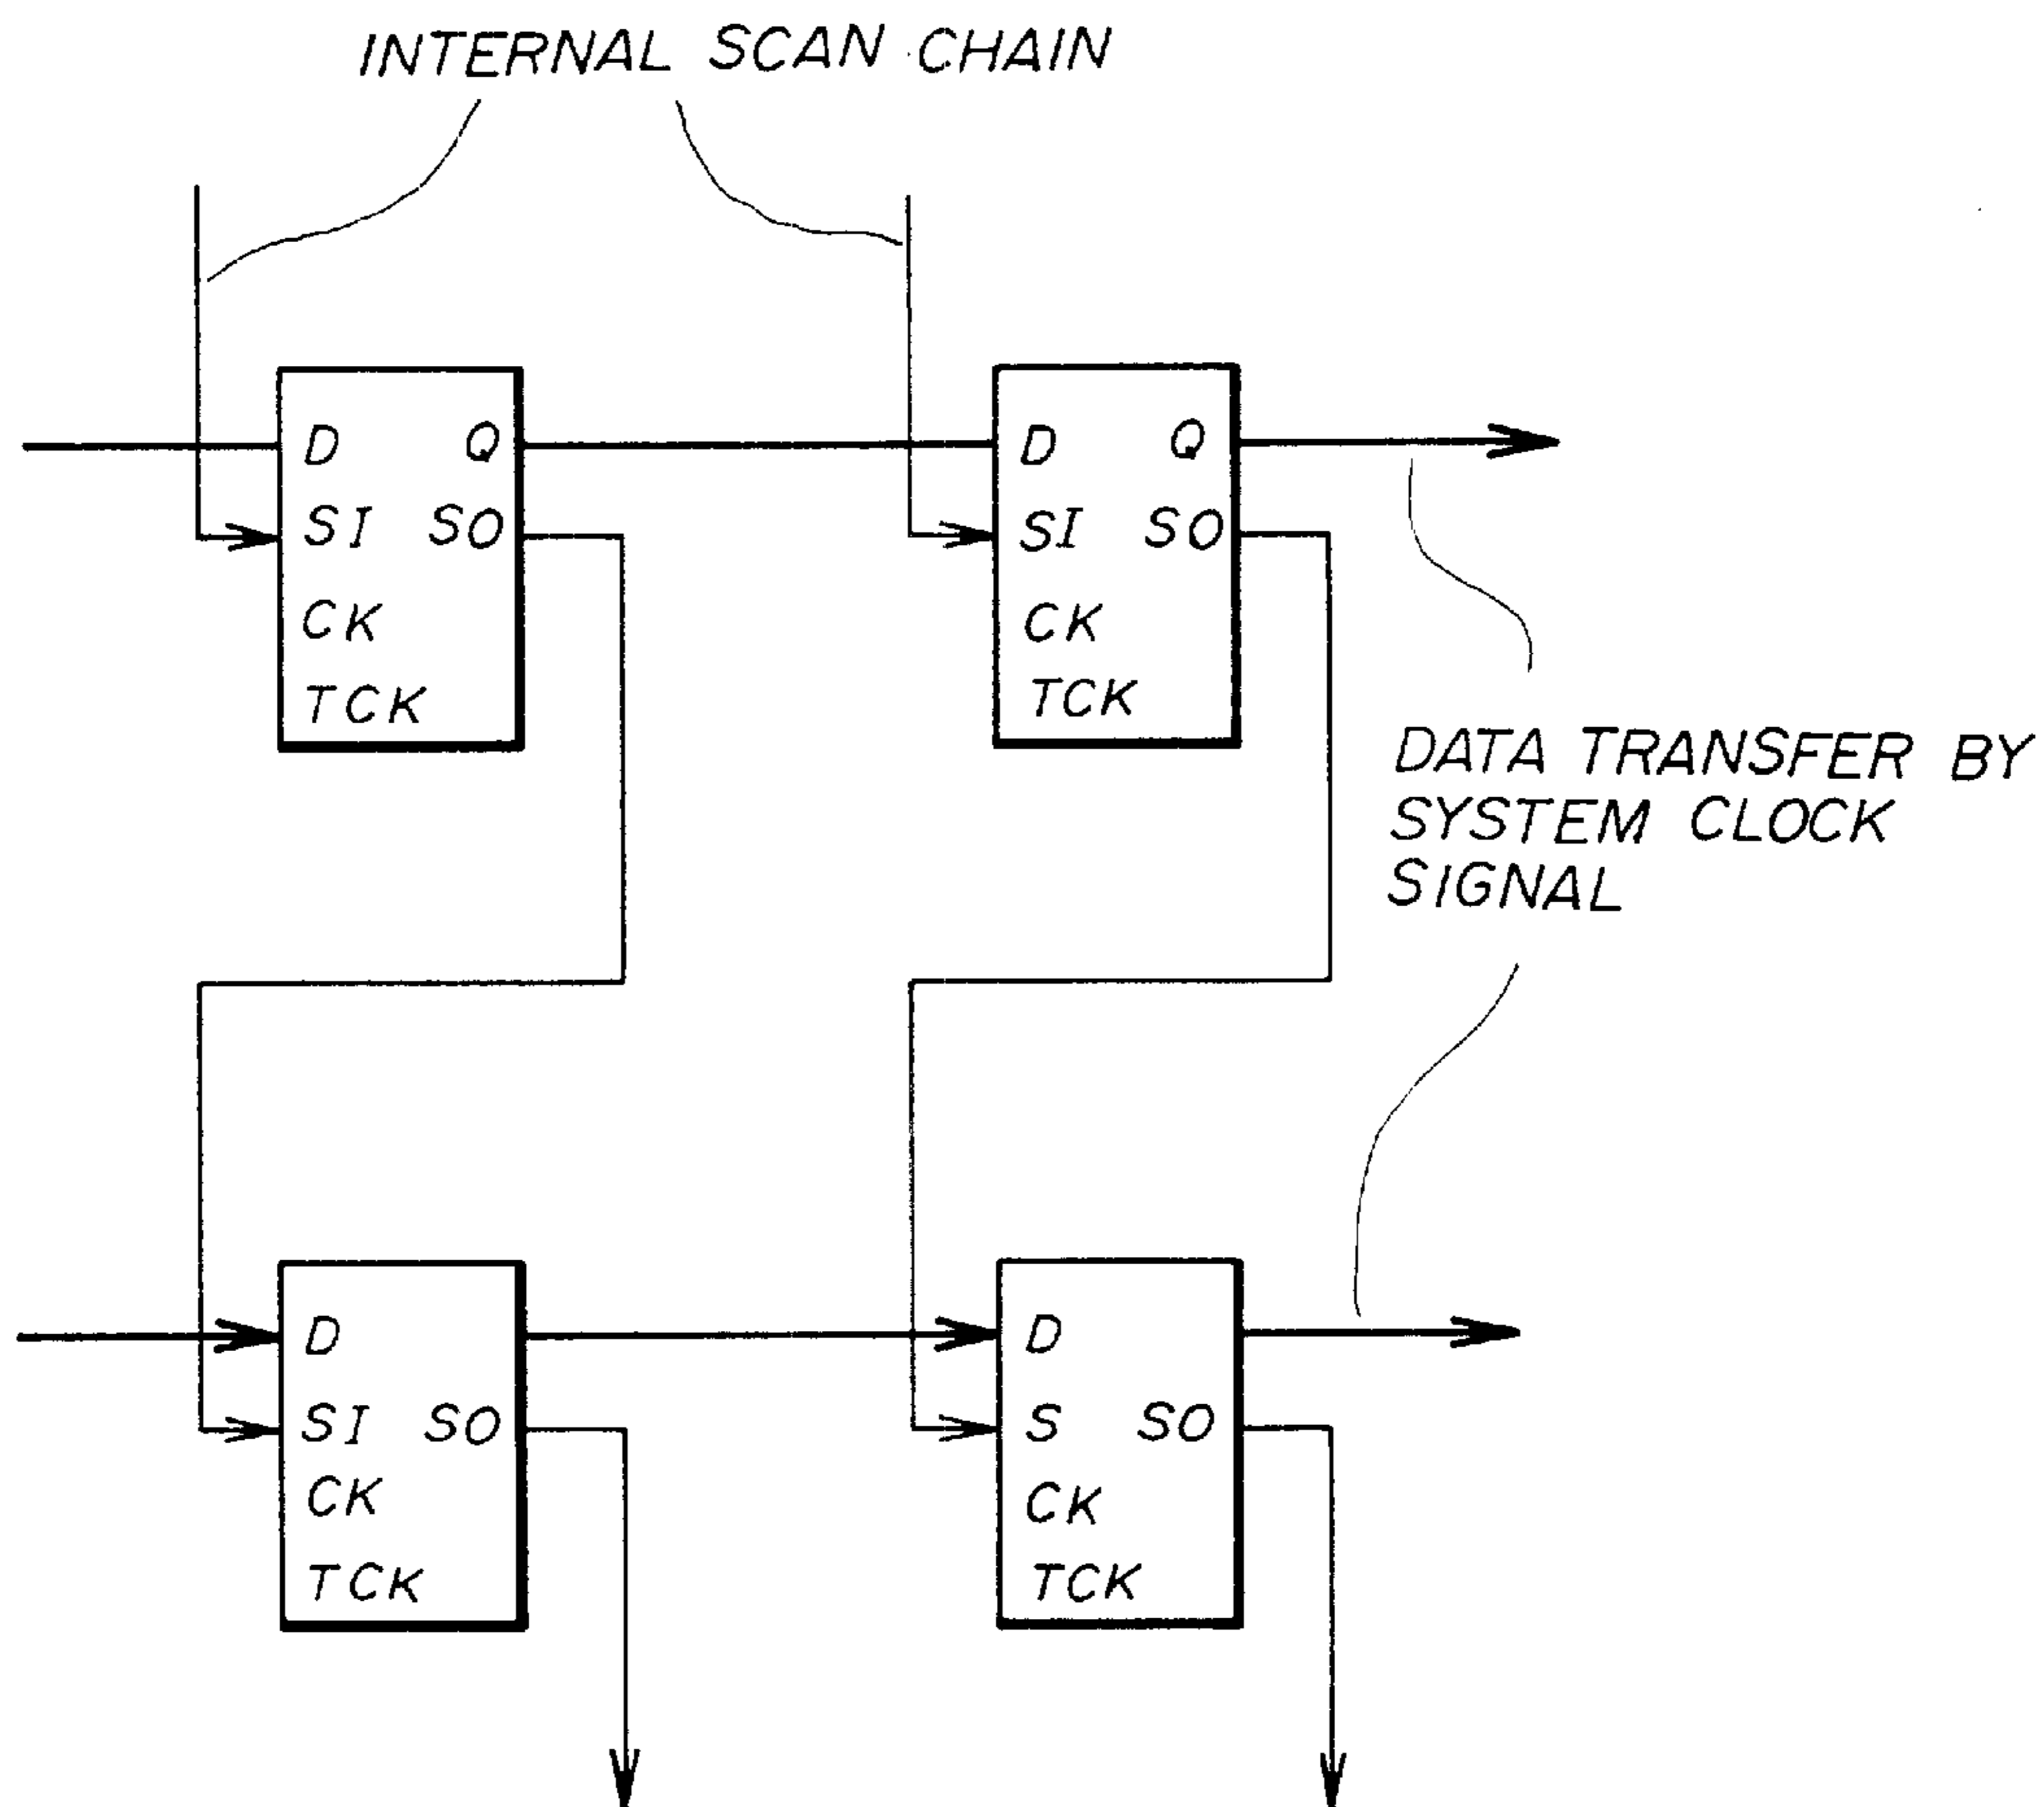 INTERNAL SCAN CHAIN
D Q
SI SO
CK
TCK
D Q
SI SO
CK
TCK
DATA TRANSFER BY
SYSTEM CLOCK
SIGNAL
D
SI SO
CK
TCK
D
S SO
CK
TCK